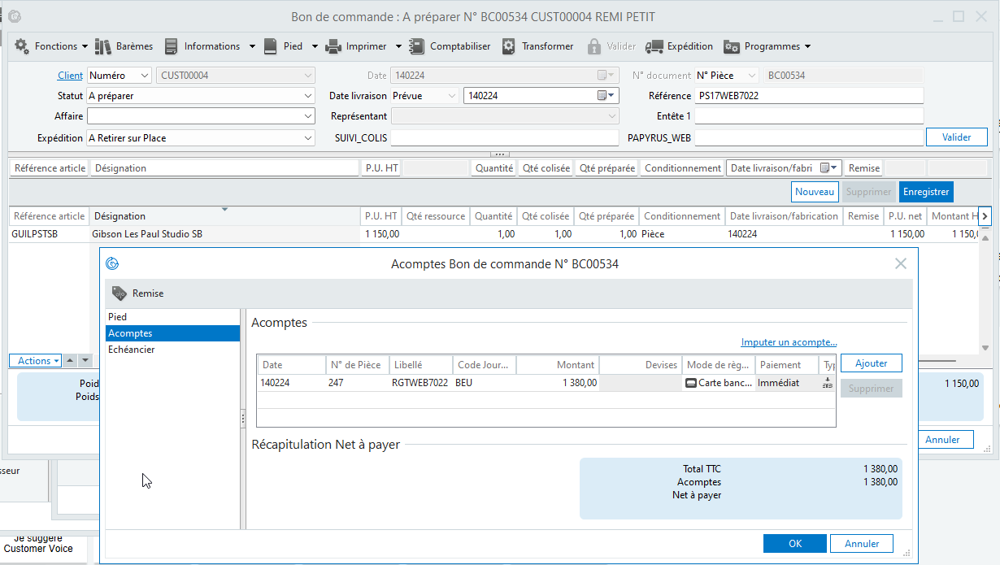 Bon de commande : A préparer N° BC00534 CUST00004 REMI PETIT
Fonctions Barèmes Informations Pied Imprimer Comptabiliser Transformer Valider Expédition Programmes
Client Numéro CUST00004 Date 140224 N° document N° Pièce BC00534
Statut A préparer Date livraison Prévue 140224 Référence PS17WEB7022
Affaire Représentant Entête 1
Expédition A Retirer sur Place SUIVI_COLIS PAPYRUS_WEB Valider
Référence article Désignation P.U. HT Quantité Qté colisée Qté préparée Conditionnement Date livraison/fabri Remise
Nouveau Supprimer Enregistrer
Référence article Désignation P.U. HT Qté ressource Quantité Qté colisée Qté préparée Conditionnement Date livraison/fabrication Remise P.U. net Montant H
GUILPSTSB Gibson Les Paul Studio SB 1 150,00 1,00 1,00 1,00 Pièce 140224 1 150,00 1 150,
Acomptes Bon de commande N° BC00534
Remise
Pied
Acomptes
Echéancier
Acomptes
Imputer un acompte...
Date N° de Pièce Libellé Code Jour... Montant Devises Mode de règ... Paiement Typ
140224 247 RGTWEB7022 BEU 1 380,00 Carte banc... Immédiat
Ajouter
Supprimer
Récapitulation Net à payer
Total TTC 1 380,00
Acomptes 1 380,00
Net à payer
OK Annuler
Actions
Poid
Poids
1 150,00
Annuler
sseur
Je suggère
Customer Voice